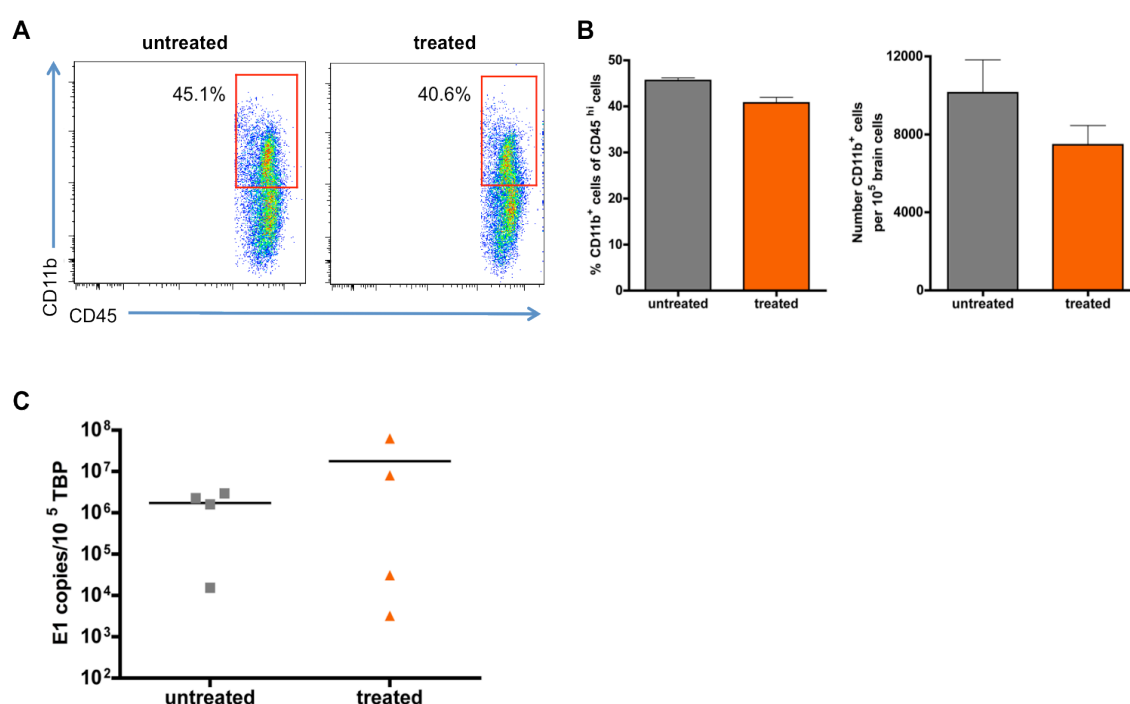 A
untreated
treated
45.1%
40.6%
CD11b
CD45
B
% CD11b+ cells of CD45 hi cells
50
40
30
20
10
0
untreated
treated
Number CD11b+ cells
per 10^5 brain cells
12000
8000
4000
0
untreated
treated
C
E1 copies/10 5 TBP
10^8
10^7
10^6
10^5
10^4
10^3
10^2
untreated
treated